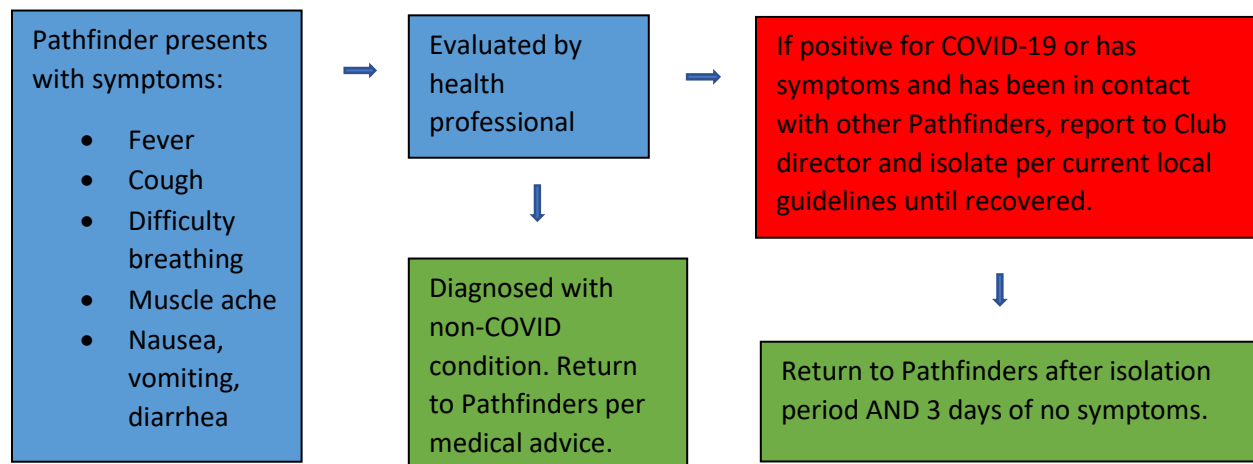 Pathfinder presents
with symptoms:
• Fever
• Cough
• Difficulty
breathing
• Muscle ache
• Nausea,
vomiting,
diarrhea
Evaluated by
health
professional
If positive for COVID-19 or has
symptoms and has been in contact
with other Pathfinders, report to Club
director and isolate per current local
guidelines until recovered.
Diagnosed with
non-COVID
condition. Return
to Pathfinders per
medical advice.
Return to Pathfinders after isolation
period AND 3 days of no symptoms.